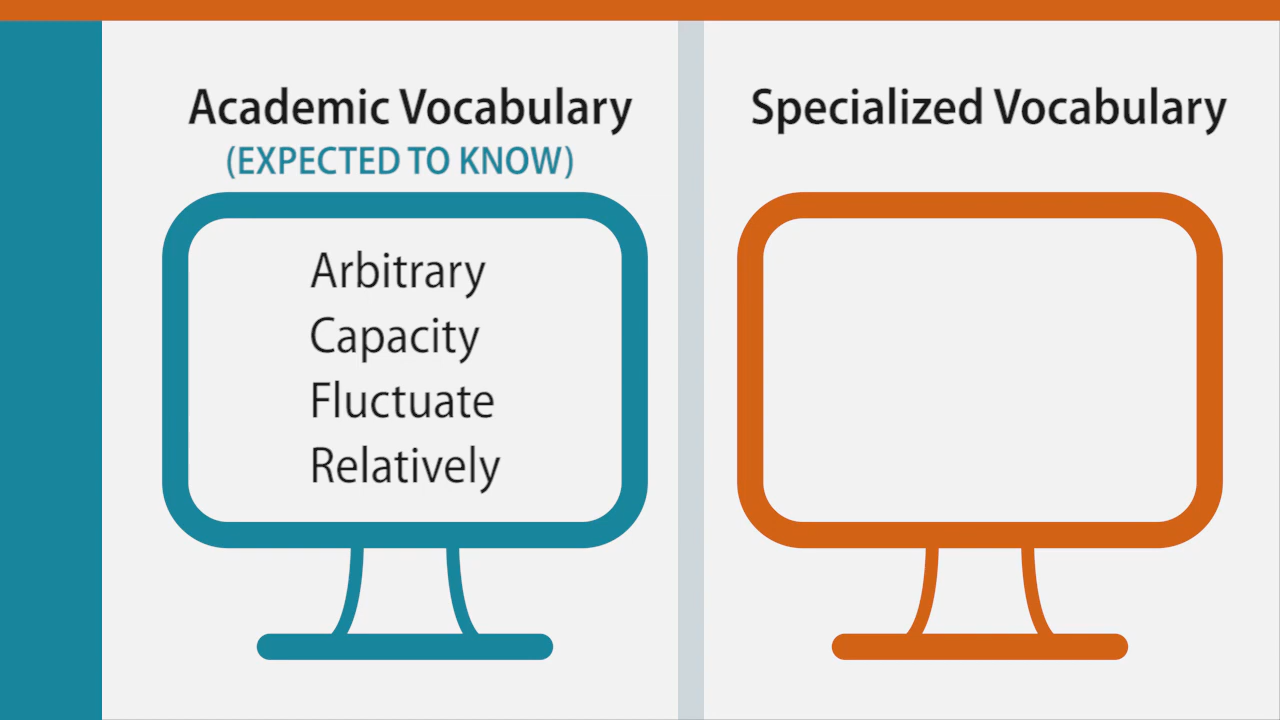 Academic Vocabulary
(EXPECTED TO KNOW)
Arbitrary
Capacity
Fluctuate
Relatively
Specialized Vocabulary